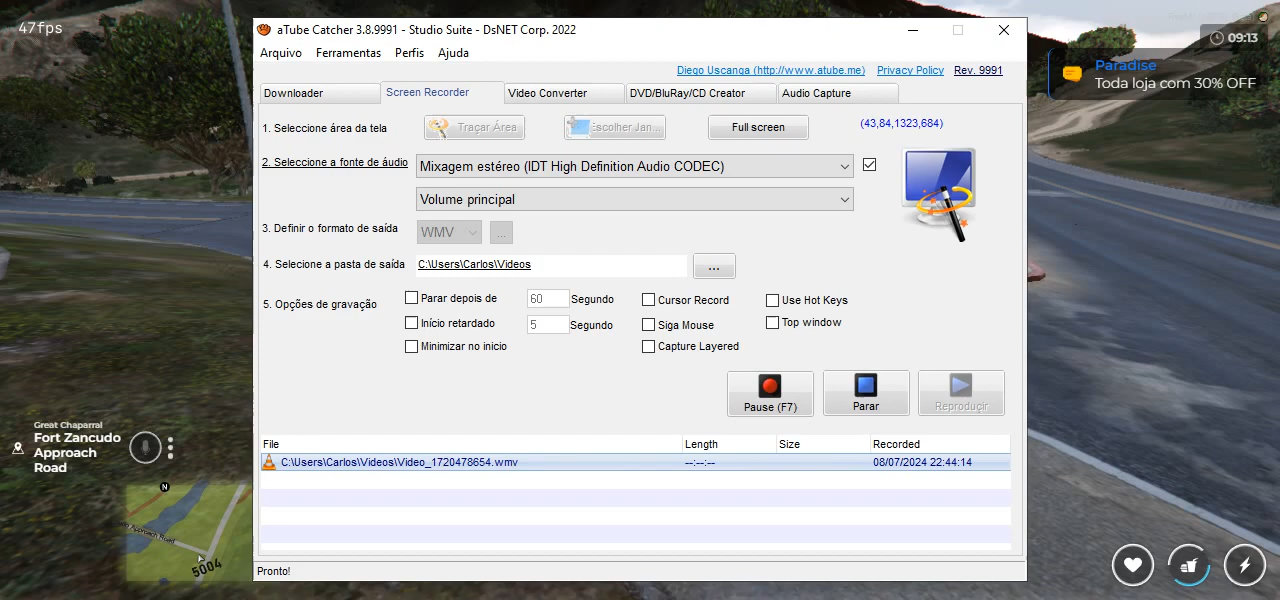 47fps
aTube Catcher 3.8.9991 - Studio Suite - DsNET Corp. 2022
09:13
Arquivo Ferramentas Perfis Ajuda
Paradise
Toda loja com 30% OFF
Diego Uscanga (http://www.atube.me) Privacy Policy Rev. 9991
Downloader Screen Recorder Video Converter DVD/BluRay/CD Creator Audio Capture
1. Seleccione área da tela Traçar Área Escolher Jan... Full screen (43,84,1323,684)
2. Seleccione a fonte de áudio Mixagem estéreo (IDT High Definition Audio CODEC)
Volume principal
3. Definir o formato de saída WMV ...
4. Selecione a pasta de saída C:\Users\Carlos\Videos ...
5. Opções de gravação
Parar depois de 60 Segundo Cursor Record Use Hot Keys
Início retardado 5 Segundo Siga Mouse Top window
Minimizar no inicio Capture Layered
Pause (F7) Parar Reproducir
File Length Size Recorded
C:\Users\Carlos\Videos\Video_1720478654.wmv --:--:-- 08/07/2024 22:44:14
Great Chaparral
Fort Zancudo
Approach
Road
N
Approach Road
5004
Pronto!